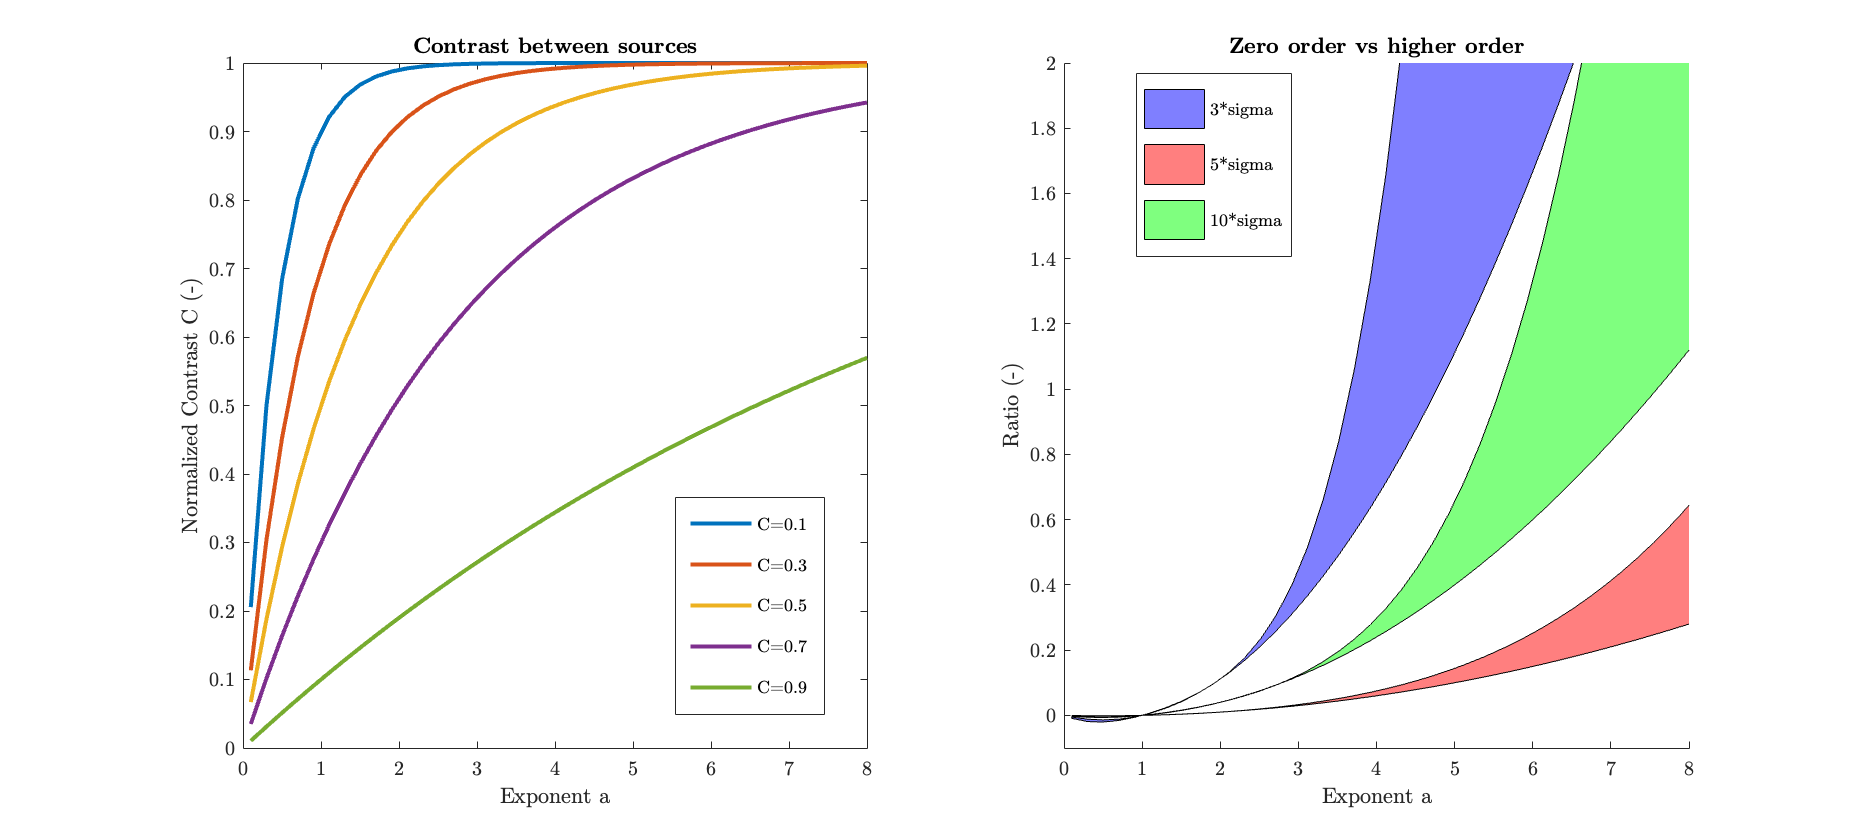 Contrast between sources
Normalized Contrast C (-)
1
0.9
0.8
0.7
0.6
0.5
0.4
0.3
0.2
0.1
0
0 1 2 3 4 5 6 7 8
Exponent a
C=0.1
C=0.3
C=0.5
C=0.7
C=0.9
Zero order vs higher order
Ratio (-)
2
1.8
1.6
1.4
1.2
1
0.8
0.6
0.4
0.2
0
0 1 2 3 4 5 6 7 8
Exponent a
3*sigma
5*sigma
10*sigma